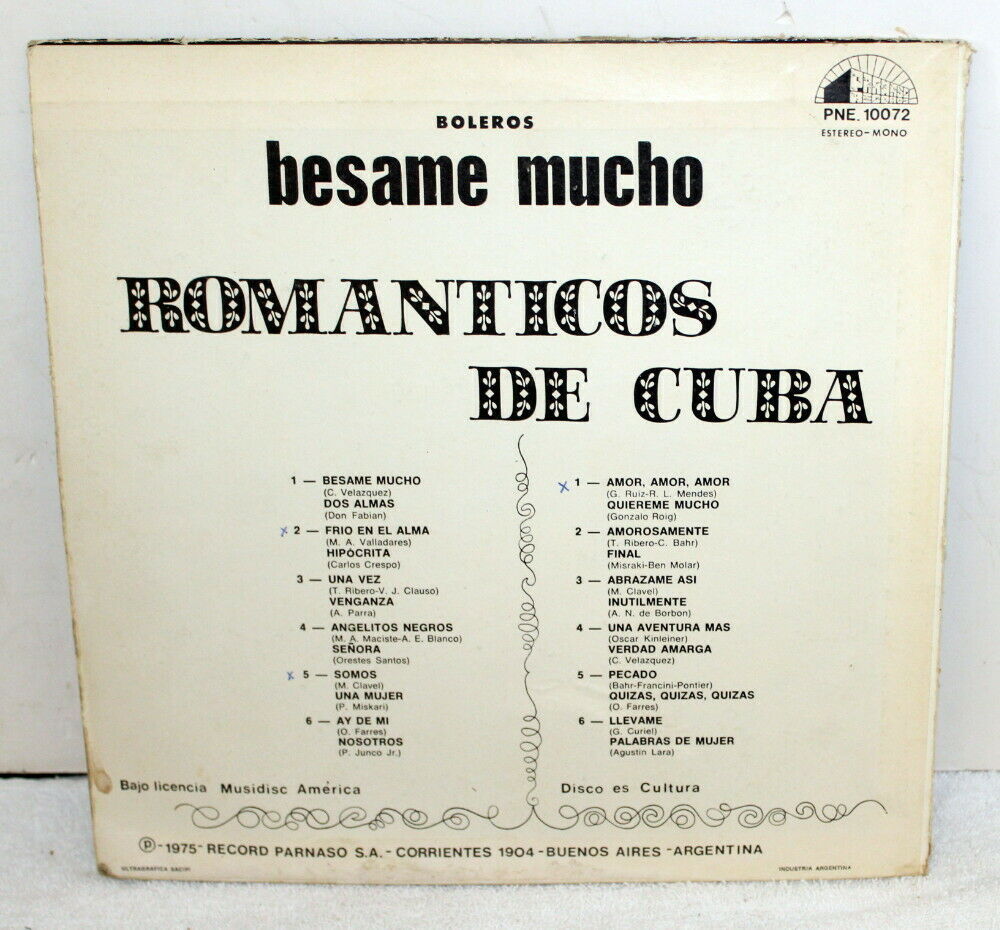 PARNASO
RECORDS
PNE. 10072
ESTEREO-MONO
BOLEROS
besame mucho
ROMANTICOS
DE CUBA
1 — BESAME MUCHO
(C. Velazquez)
DOS ALMAS
(Don Fabian)
x 2 — FRIO EN EL ALMA
(M. A. Valladares)
HIPÓCRITA
(Carlos Crespo)
3 — UNA VEZ
(T. Ribero-V. J. Clauso)
VENGANZA
(A. Parra)
4 — ANGELITOS NEGROS
(M. A. Maciste-A. E. Blanco)
SEÑORA
(Orestes Santos)
x 5 — SOMOS
(M. Clavel)
UNA MUJER
(P. Miskari)
6 — AY DE MI
(O. Farres)
NOSOTROS
(P. Junco Jr.)
x 1 — AMOR, AMOR, AMOR
(G. Ruiz-R. L. Mendes)
QUIEREME MUCHO
(Gonzalo Roig)
2 — AMOROSAMENTE
(T. Ribero-C. Bahr)
FINAL
(Misraki-Ben Molar)
3 — ABRAZAME ASI
(M. Clavel)
INUTILMENTE
(A. N. de Borbon)
4 — UNA AVENTURA MAS
(Oscar Kinleiner)
VERDAD AMARGA
(C. Velazquez)
5 — PECADO
(Bahr-Francini-Pontier)
QUIZAS, QUIZAS, QUIZAS
(O. Farres)
6 — LLEVAME
(G. Curiel)
PALABRAS DE MUJER
(Agustin Lara)
Bajo licencia Musidisc América
Disco es Cultura
℗-1975-RECORD PARNASO S.A.-CORRIENTES 1904-BUENOS AIRES-ARGENTINA
ULTRAGRAFICA SACIFI
INDUSTRIA ARGENTINA